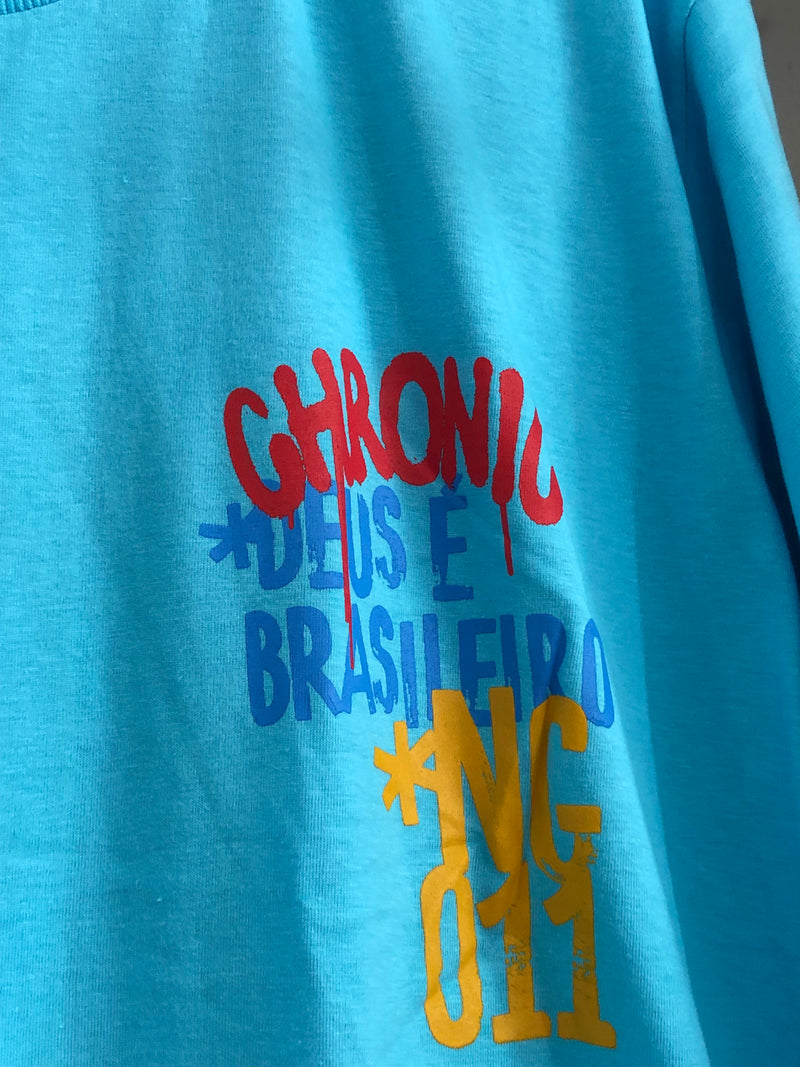 CHRONIC
*DEUS É
BRASILEIRO
*NG
011